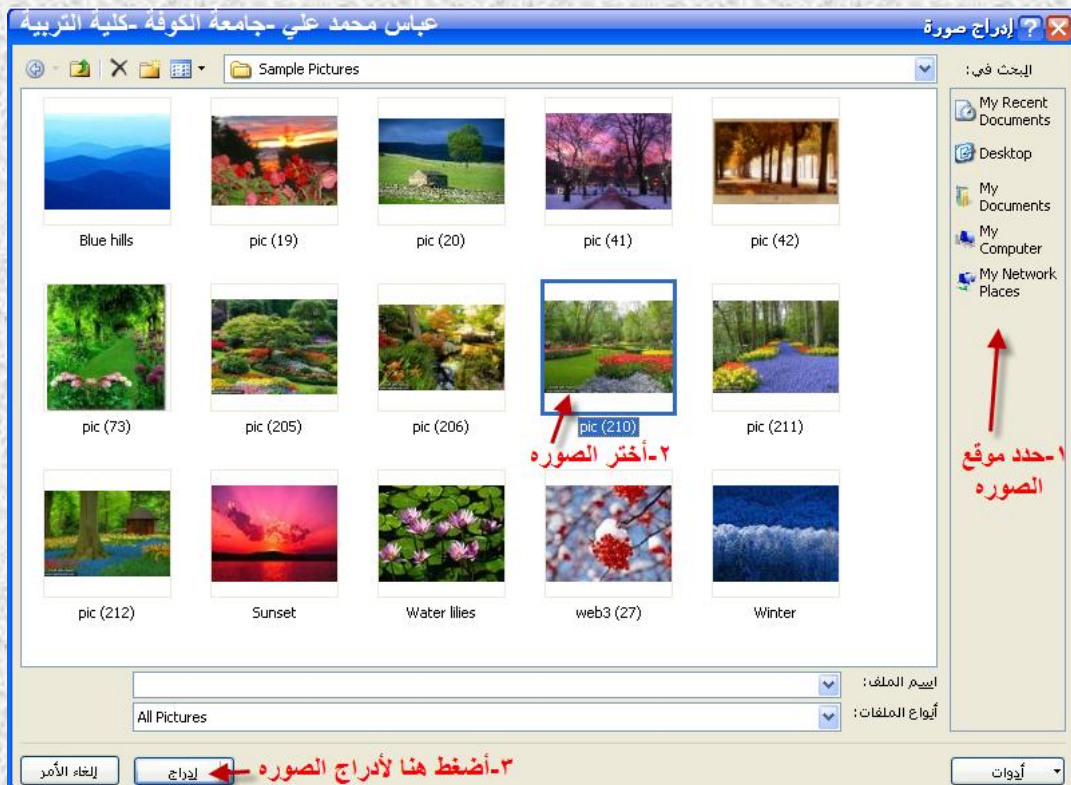 إدراج صورة
عباس محمد علي -جامعة الكوفة -كلية التربية
البحث في:
Sample Pictures
My Recent Documents
Desktop
My Documents
My Computer
My Network Places
١-حدد موقع
الصوره
Blue hills
pic (19)
pic (20)
pic (41)
pic (42)
pic (73)
pic (205)
pic (206)
pic (210)
pic (211)
٢-أختر الصوره
pic (212)
Sunset
Water lilies
web3 (27)
Winter
اسم الملف:
أنواع الملفات:
All Pictures
أدوات
٣-أضغط هنا لأدراج الصوره
إدراج
إلغاء الأمر